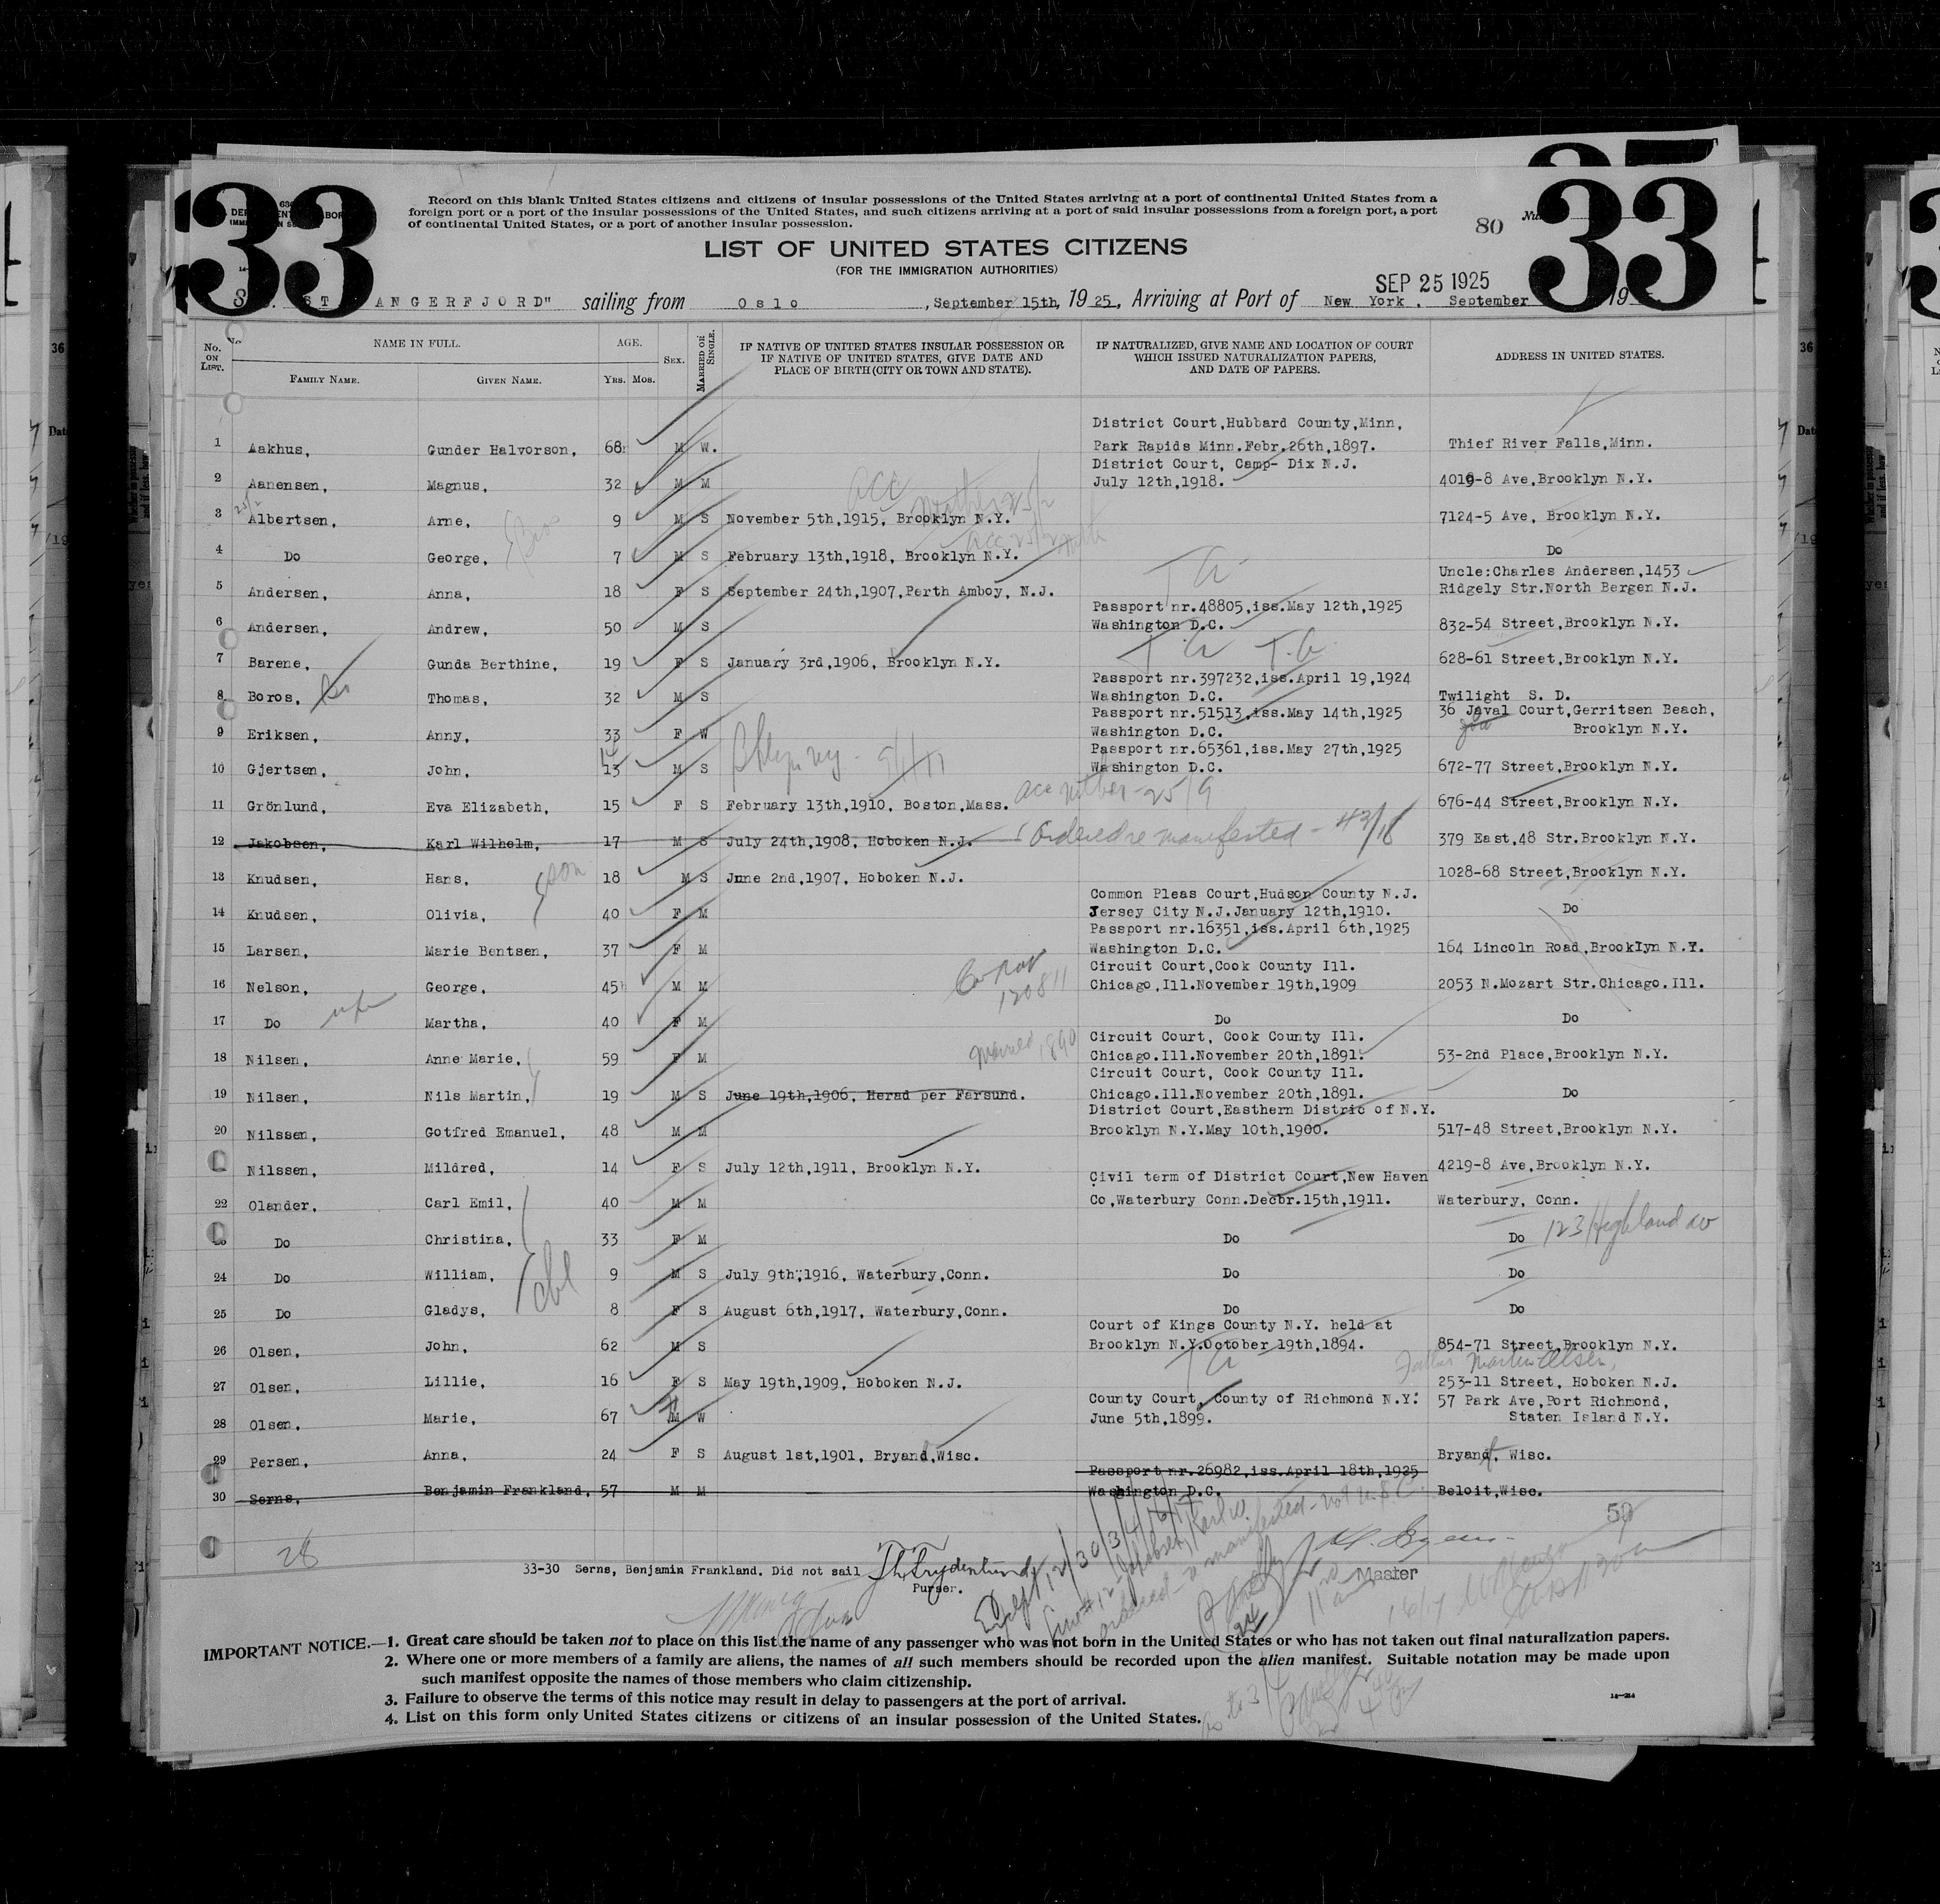 33
33
Record on this blank United States citizens and citizens of insular possessions of the United States arriving at a port of continental United States from a
foreign port or a port of the insular possessions of the United States, and such citizens arriving at a port of said insular possessions from a foreign port, a port
of continental United States, or a port of another insular possession.
80
LIST OF UNITED STATES CITIZENS
(FOR THE IMMIGRATION AUTHORITIES)
SEP 25 1925
ANGERFJORD" sailing from Oslo, September 15th, 1925, Arriving at Port of New York. September 19
No. ON LIST. NAME IN FULL. AGE. SEX. MARRIED OR SINGLE. IF NATIVE OF UNITED STATES INSULAR POSSESSION OR IF NATIVE OF UNITED STATES, GIVE DATE AND PLACE OF BIRTH (CITY OR TOWN AND STATE). IF NATURALIZED, GIVE NAME AND LOCATION OF COURT WHICH ISSUED NATURALIZATION PAPERS, AND DATE OF PAPERS. ADDRESS IN UNITED STATES.
FAMILY NAME. GIVEN NAME. YRS. MOS.
District Court,Hubbard County,Minn,
1 Aakhus, Gunder Halvorson, 68 M W. Park Rapids Minn.Febr.26th,1897. Thief River Falls,Minn.
District Court, Camp- Dix N.J.
2 Aanensen, Magnus, 32 M M July 12th,1918. 4019-8 Ave,Brooklyn N.Y.
3 Albertsen, Arne, 9 M S November 5th,1915, Brooklyn N.Y. 7124-5 Ave, Brooklyn N.Y.
4 Do George, 7 M S February 13th,1918, Brooklyn N.Y. Do
Uncle:Charles Andersen,1453
5 Andersen, Anna, 18 F S September 24th,1907,Perth Amboy, N.J. Ridgely Str.North Bergen N.J.
Passport nr.48805,iss.May 12th,1925
6 Andersen, Andrew, 50 M S Washington D.C. 832-54 Street,Brooklyn N.Y.
7 Barene, Gunda Berthine, 19 F S January 3rd,1906, Brooklyn N.Y. 628-61 Street,Brooklyn N.Y.
Passport nr.397232,iss.April 19,1924
8 Boros, Thomas, 32 M S Washington D.C. Twilight S. D.
Passport nr.51513,iss.May 14th,1925 36 Joval Court,Gerritsen Beach,
9 Eriksen, Anny, 33 F W Washington D.C. Brooklyn N.Y.
Passport nr.65361,iss.May 27th,1925
10 Gjertsen, John, 13 M S Washington D.C. 672-77 Street,Brooklyn N.Y.
acc mother - 25/9
11 Grönlund, Eva Elizabeth, 15 F S February 13th,1910, Boston,Mass. 676-44 Street,Brooklyn N.Y.
12 Jakobsen, Karl Wilhelm, 17 M S July 24th,1908, Hoboken N.J. Ordered re manifested - 43/18 379 East,48 Str.Brooklyn N.Y.
13 Knudsen, Hans, son 18 M S June 2nd,1907, Hoboken N.J. 1028-68 Street,Brooklyn N.Y.
Common Pleas Court,Hudson County N.J.
14 Knudsen, Olivia, 40 F M Jersey City N.J.January 12th,1910. Do
Passport nr.16351,iss.April 6th,1925
15 Larsen, Marie Bentsen, 37 F M Washington D.C. 164 Lincoln Road,Brooklyn N.Y.
Circuit Court,Cook County Ill.
16 Nelson, George, 45 M M 120811 Chicago,Ill.November 19th,1909 2053 N.Mozart Str.Chicago.Ill.
17 Do wife Martha, 40 F M Do Do
Circuit Court, Cook County Ill.
18 Nilsen, Anne Marie, 59 F M Married 1890 Chicago.Ill.November 20th,1891. 53-2nd Place,Brooklyn N.Y.
Circuit Court, Cook County Ill.
19 Nilsen, Nils Martin, 19 M S June 19th,1906, Herad per Farsund. Chicago.Ill.November 20th,1891. Do
District Court,Easthern Distric of N.Y.
20 Nilssen, Gotfred Emanuel, 48 M M Brooklyn N.Y.May 10th,1900. 517-48 Street,Brooklyn N.Y.
Nilssen, Mildred, 14 F S July 12th,1911, Brooklyn N.Y. 4219-8 Ave,Brooklyn N.Y.
Civil term of District Court,New Haven
22 Olander, Carl Emil, 40 M M Co,Waterbury Conn.Decbr.15th,1911. Waterbury, Conn.
Do Christina, 33 F M Do Do 123 Highland av
24 Do William, 9 M S July 9th,1916, Waterbury,Conn. Do Do
25 Do Gladys, 8 F S August 6th,1917, Waterbury,Conn. Do Do
Court of Kings County N.Y. held at
26 Olsen, John, 62 M S Brooklyn N.Y.October 19th,1894. 854-71 Street,Brooklyn N.Y.
Father Martin Olsen,
27 Olsen, Lillie, 16 F S May 19th,1909, Hoboken N.J. 253-11 Street, Hoboken N.J.
County Court, County of Richmond N.Y. 57 Park Ave,Port Richmond,
28 Olsen, Marie, 67 M W June 5th,1899. Staten Island N.Y.
29 Persen, Anna, 24 F S August 1st,1901, Bryand,Wisc. Bryant, Wisc.
Passport nr.26982,iss.April 18th,1925
30 Serns, Benjamin Frankland, 57 M M Washington D.C. Beloit,Wisc.
28
33-30 Serns, Benjamin Frankland. Did not sail
Purser.
Master
IMPORTANT NOTICE.—1. Great care should be taken not to place on this list the name of any passenger who was not born in the United States or who has not taken out final naturalization papers.
2. Where one or more members of a family are aliens, the names of all such members should be recorded upon the alien manifest. Suitable notation may be made upon
such manifest opposite the names of those members who claim citizenship.
3. Failure to observe the terms of this notice may result in delay to passengers at the port of arrival.
4. List on this form only United States citizens or citizens of an insular possession of the United States.
14—214